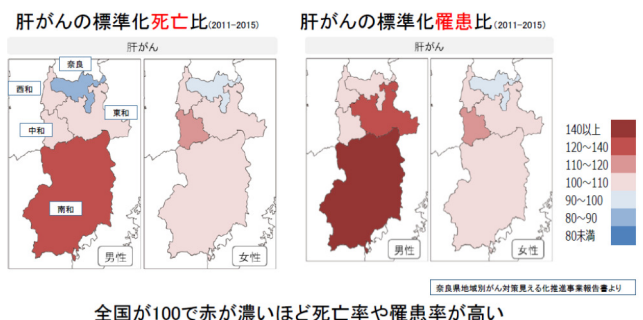 肝がんの標準化死亡比(2011-2015)
肝がんの標準化罹患比(2011-2015)
肝がん
肝がん
奈良
西和
東和
中和
南和
男性
女性
男性
女性
140以上
120～140
110～120
100～110
90～100
80～90
80未満
奈良県地域別がん対策見える化推進事業報告書より
全国が100で赤が濃いほど死亡率や罹患率が高い